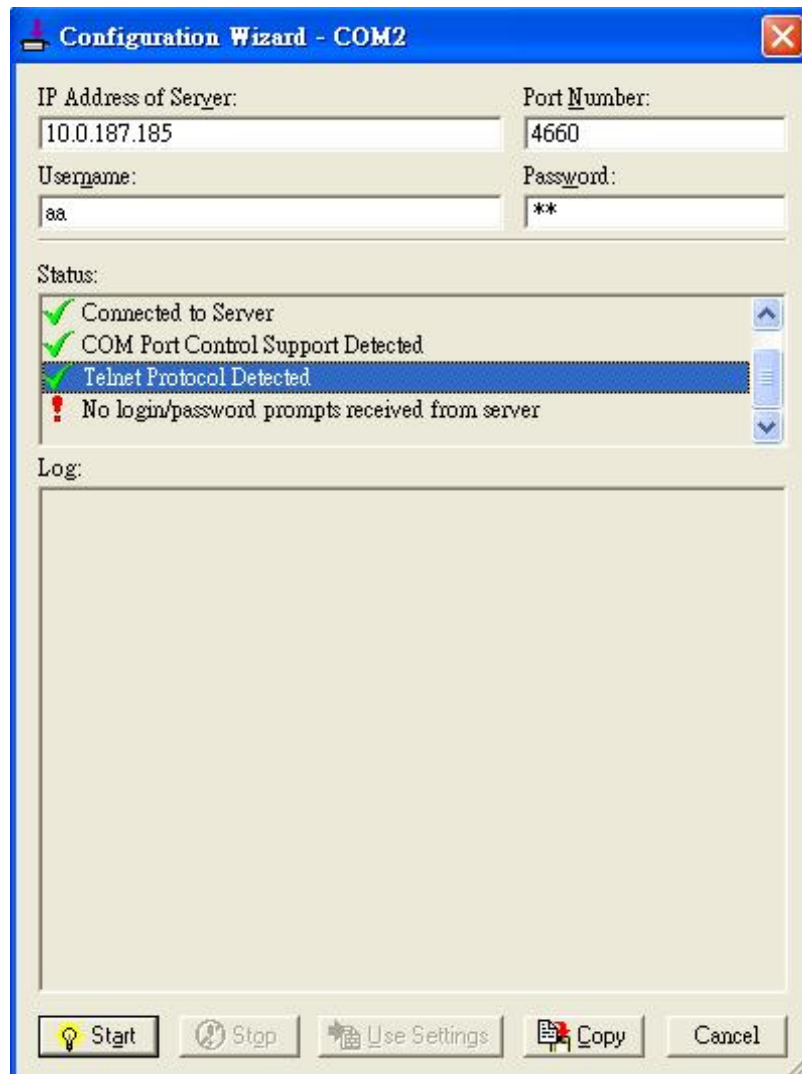 Configuration Wizard - COM2
IP Address of Server: Port Number:
10.0.187.185 4660
Username: Password:
aa **
Status:
Connected to Server
COM Port Control Support Detected
Telnet Protocol Detected
No login/password prompts received from server
Log:
Start Stop Use Settings Copy Cancel